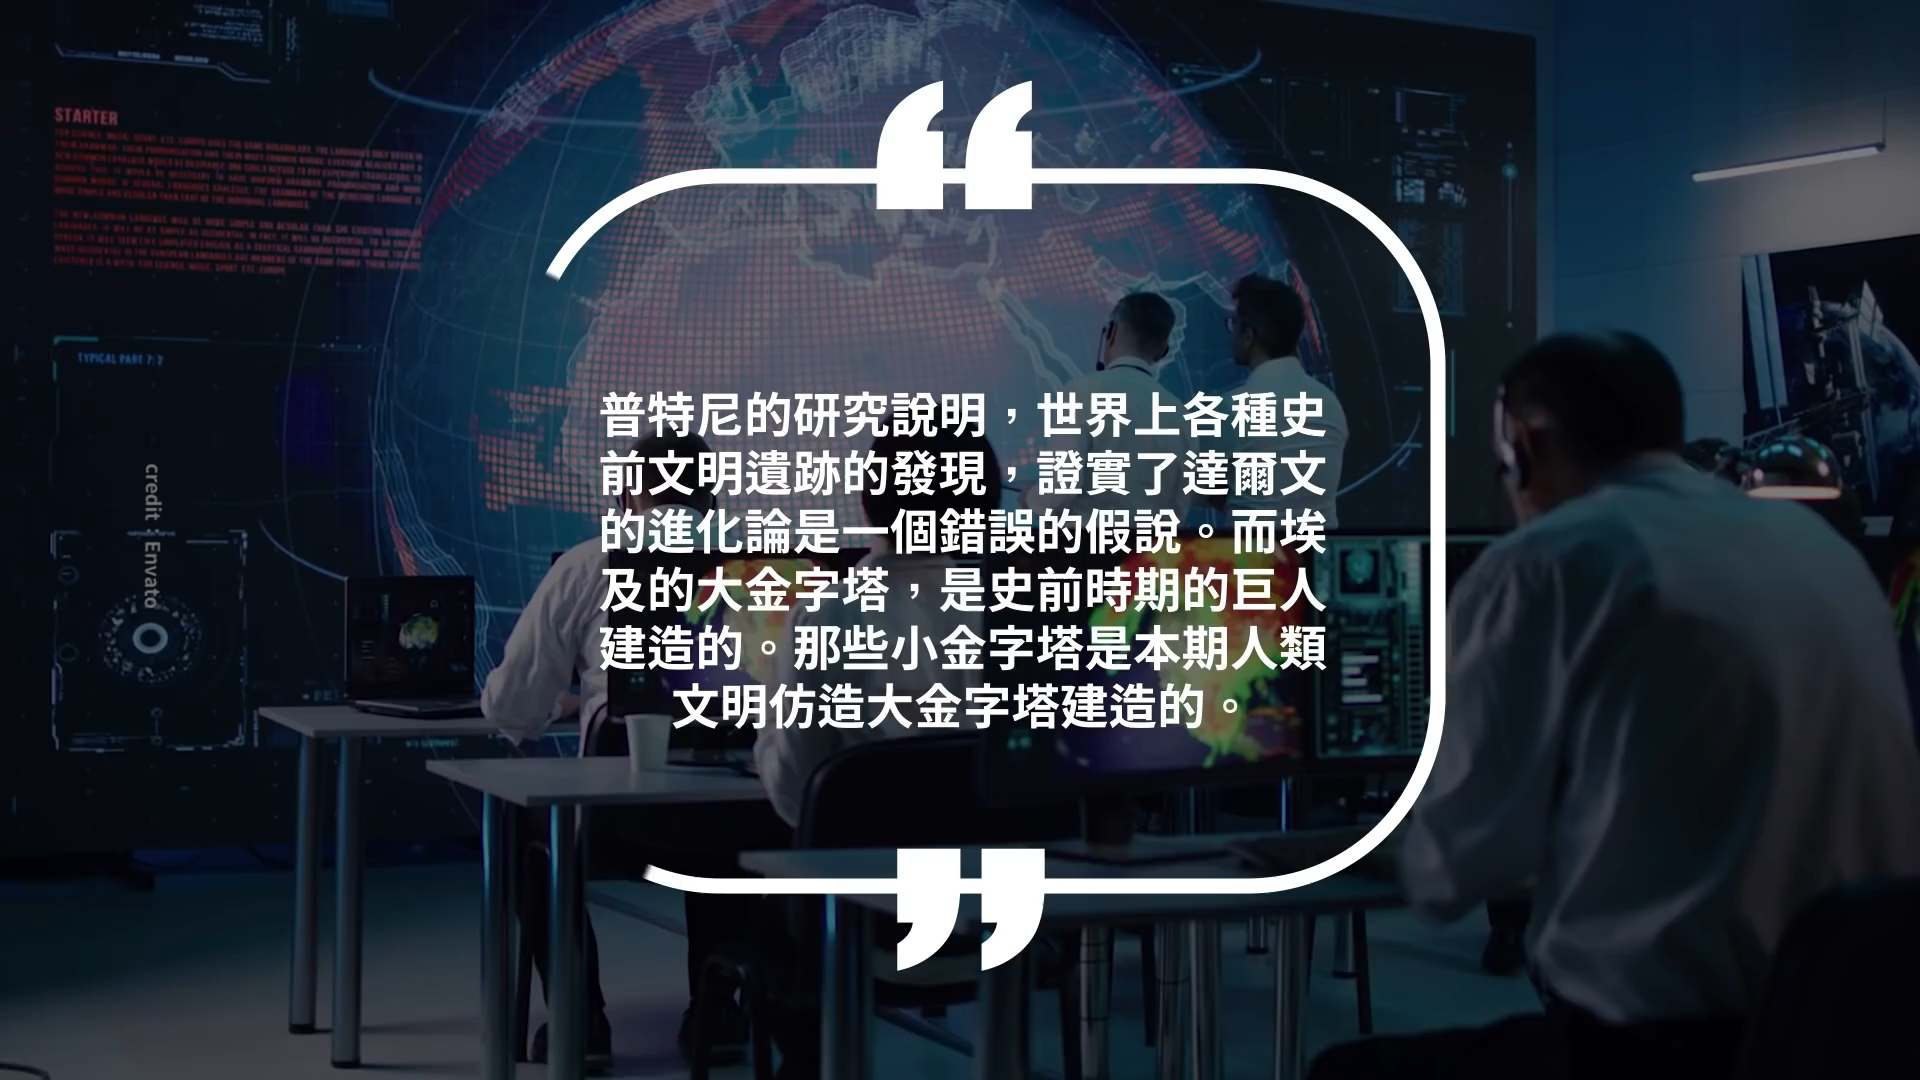 STARTER
TYPICAL PART 7:2
credit : Envato
普特尼的研究說明，世界上各種史
前文明遺跡的發現，證實了達爾文
的進化論是一個錯誤的假說。而埃
及的大金字塔，是史前時期的巨人
建造的。那些小金字塔是本期人類
文明仿造大金字塔建造的。